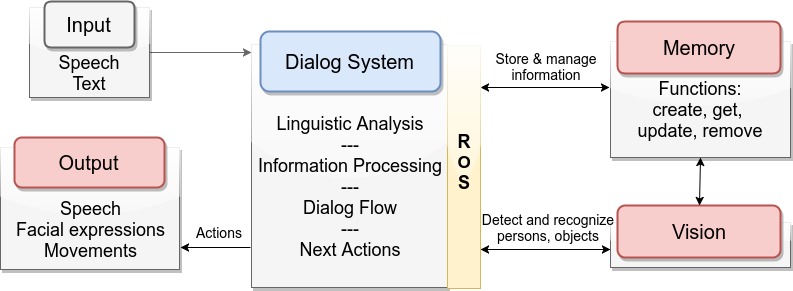 Input
Speech
Text
Output
Speech
Facial expressions
Movements
Actions
Dialog System
Linguistic Analysis
---
Information Processing
---
Dialog Flow
---
Next Actions
R
O
S
Store & manage
information
Detect and recognize
persons, objects
Memory
Functions:
create, get,
update, remove
Vision